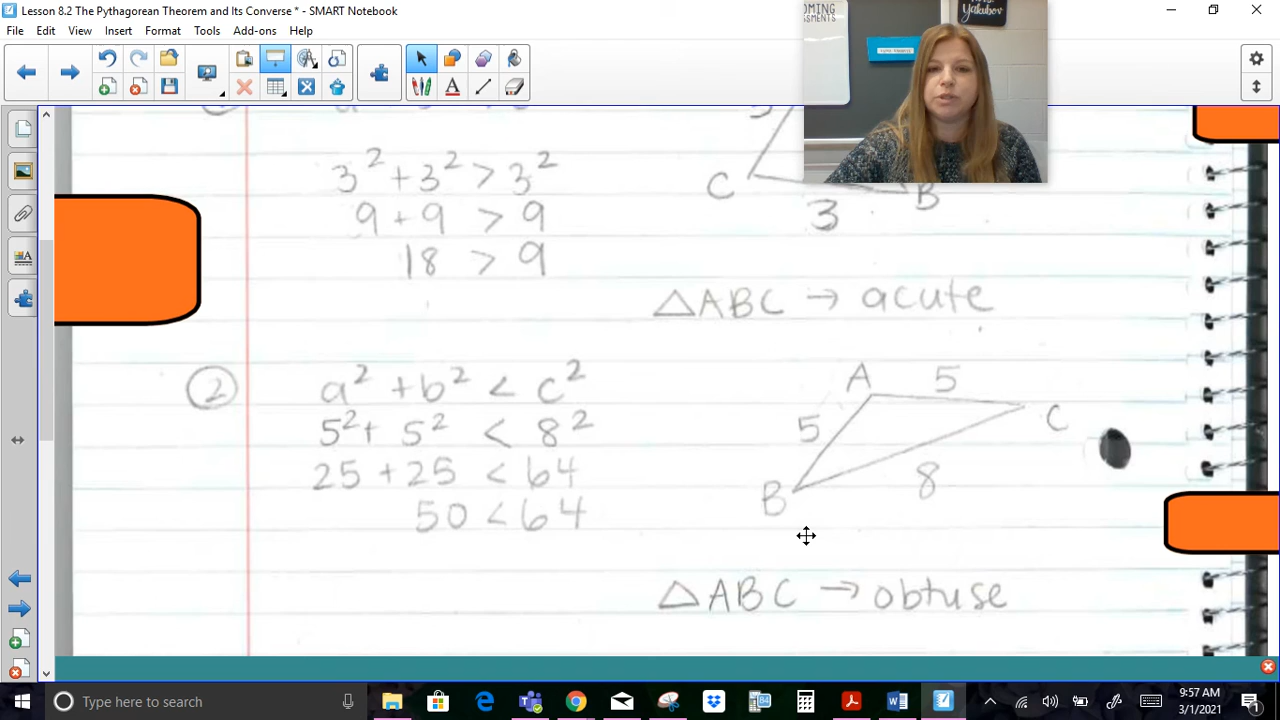 Lesson 8.2 The Pythagorean Theorem and Its Converse * - SMART Notebook
File Edit View Insert Format Tools Add-ons Help
OMING
SSMENTS
Yakubov
3² + 3² > 3²
9 + 9 > 9
18 > 9
C
B
3
△ABC → acute
2
a² + b² < c²
5² + 5² < 8²
25 + 25 < 64
50 < 64
A 5
C
5
8
B
△ABC → obtuse
Type here to search
9:57 AM
3/1/2021